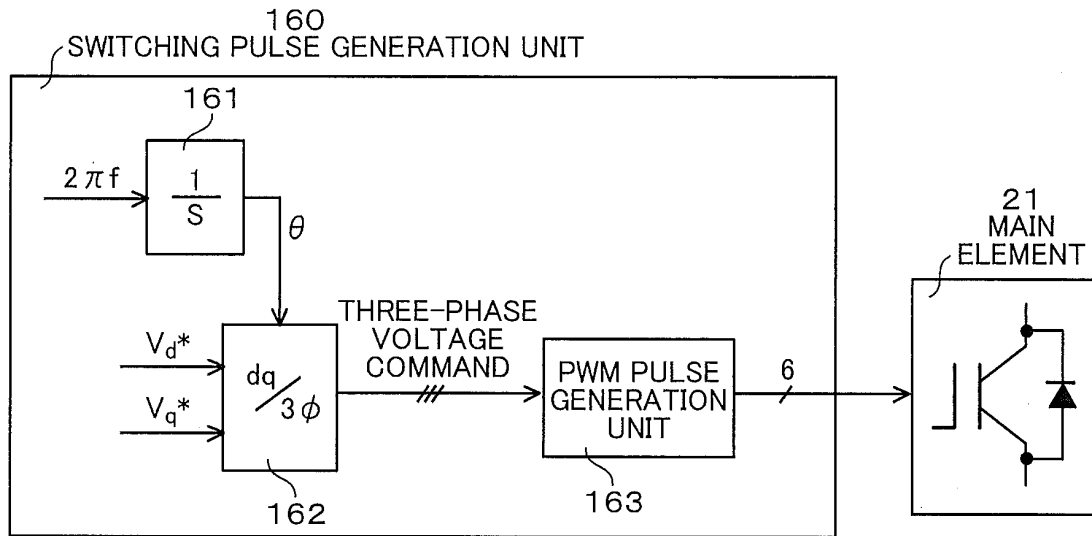 160
SWITCHING PULSE GENERATION UNIT
161
2πf
1
S
θ
21
MAIN
ELEMENT
THREE-PHASE
VOLTAGE
COMMAND
Vd*
Vq*
dq
3φ
PWM PULSE
GENERATION
UNIT
6
162
163